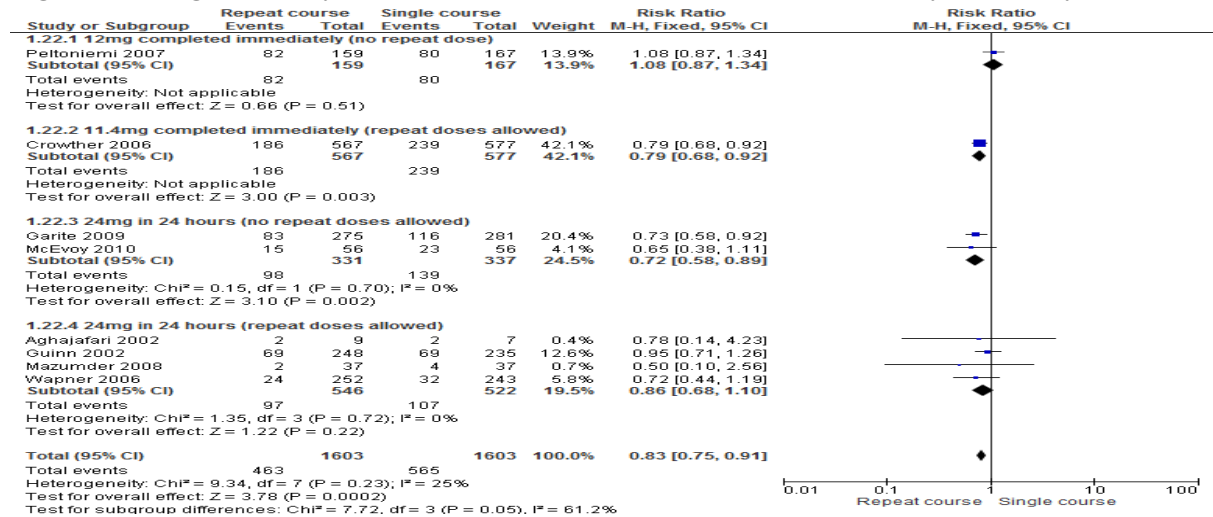 Repeat course Single course Risk Ratio Risk Ratio
Study or Subgroup Events Total Events Total Weight M-H, Fixed, 95% CI M-H, Fixed, 95% CI
1.22.1 12mg completed immediately (no repeat dose)
Peltoniemi 2007 82 159 80 167 13.9% 1.08 [0.87, 1.34]
Subtotal (95% CI) 159 167 13.9% 1.08 [0.87, 1.34]
Total events 82 80
Heterogeneity: Not applicable
Test for overall effect: Z = 0.66 (P = 0.51)
1.22.2 11.4mg completed immediately (repeat doses allowed)
Crowther 2006 186 567 239 577 42.1% 0.79 [0.68, 0.92]
Subtotal (95% CI) 567 577 42.1% 0.79 [0.68, 0.92]
Total events 186 239
Heterogeneity: Not applicable
Test for overall effect: Z = 3.00 (P = 0.003)
1.22.3 24mg in 24 hours (no repeat doses allowed)
Garite 2009 83 275 116 281 20.4% 0.73 [0.58, 0.92]
McEvoy 2010 15 56 23 56 4.1% 0.65 [0.38, 1.11]
Subtotal (95% CI) 331 337 24.5% 0.72 [0.58, 0.89]
Total events 98 139
Heterogeneity: Chi² = 0.15, df = 1 (P = 0.70); I² = 0%
Test for overall effect: Z = 3.10 (P = 0.002)
1.22.4 24mg in 24 hours (repeat doses allowed)
Aghajafari 2002 2 9 2 7 0.4% 0.78 [0.14, 4.23]
Guinn 2002 69 248 69 235 12.6% 0.95 [0.71, 1.26]
Mazumder 2008 2 37 4 37 0.7% 0.50 [0.10, 2.56]
Wapner 2006 24 252 32 243 5.8% 0.72 [0.44, 1.19]
Subtotal (95% CI) 546 522 19.5% 0.86 [0.68, 1.10]
Total events 97 107
Heterogeneity: Chi² = 1.35, df = 3 (P = 0.72); I² = 0%
Test for overall effect: Z = 1.22 (P = 0.22)
Total (95% CI) 1603 1603 100.0% 0.83 [0.75, 0.91]
Total events 463 565
Heterogeneity: Chi² = 9.34, df = 7 (P = 0.23); I² = 25%
Test for overall effect: Z = 3.78 (P = 0.0002)
Test for subgroup differences: Chi² = 7.72, df = 3 (P = 0.05), I² = 61.2%
0.01 0.1 1 10 100
Repeat course Single course